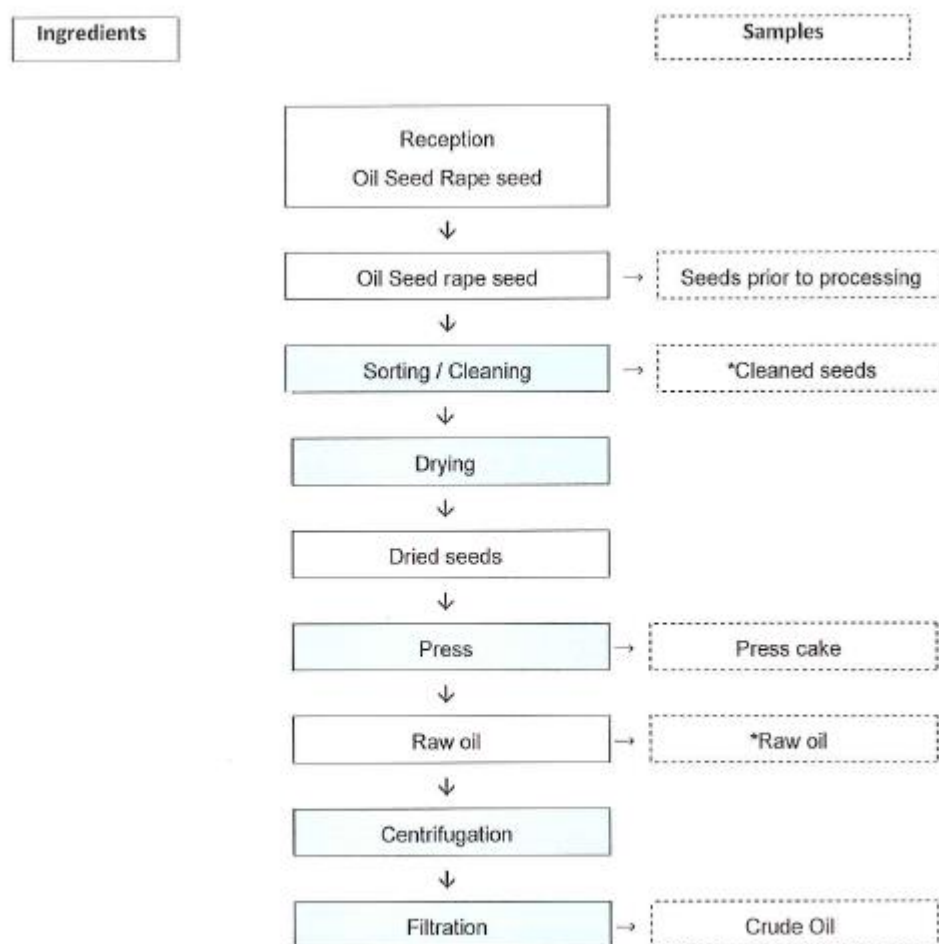 Ingredients
Samples
Reception
Oil Seed Rape seed
Oil Seed rape seed
Seeds prior to processing
Sorting / Cleaning
*Cleaned seeds
Drying
Dried seeds
Press
Press cake
Raw oil
*Raw oil
Centrifugation
Filtration
Crude Oil